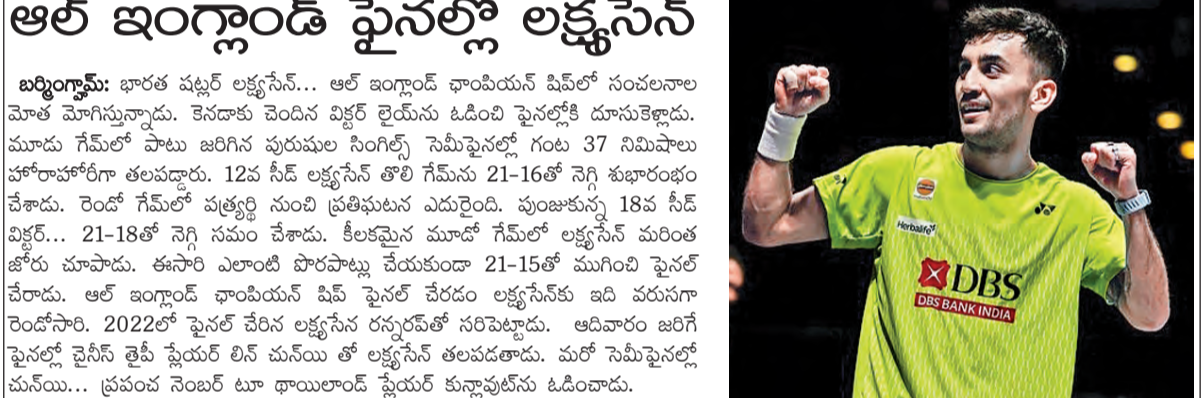 ఆల్ ఇంగ్లాండ్ ఫైనల్లో లక్ష్యసేన్
బర్మింగ్హామ్: భారత షట్లర్ లక్ష్యసేన్... ఆల్ ఇంగ్లాండ్ ఛాంపియన్ షిప్‌లో సంచలనాల
మోత మోగిస్తున్నాడు. కెనడాకు చెందిన విక్టర్ లైయ్‌ను ఓడించి ఫైనల్లోకి దూసుకెళ్లాడు.
మూడు గేమ్‌లో పాటు జరిగిన పురుషుల సింగిల్స్ సెమీఫైనల్లో గంట 37 నిమిషాలు
హోరాహోరీగా తలపడ్డారు. 12వ సీడ్ లక్ష్యసేన్ తొలి గేమ్‌ను 21-16తో నెగ్గి శుభారంభం
చేశాడు. రెండో గేమ్‌లో పత్ర్యర్థి నుంచి ప్రతిఘటన ఎదురైంది. పుంజుకున్న 18వ సీడ్
విక్టర్... 21-18తో నెగ్గి సమం చేశాడు. కీలకమైన మూడో గేమ్‌లో లక్ష్యసేన్ మరింత
జోరు చూపాడు. ఈసారి ఎలాంటి పొరపాట్లు చేయకుండా 21-15తో ముగించి ఫైనల్
చేరాడు. ఆల్ ఇంగ్లాండ్ ఛాంపియన్ షిప్ ఫైనల్ చేరడం లక్ష్యసేన్‌కు ఇది వరుసగా
రెండోసారి. 2022లో ఫైనల్ చేరిన లక్ష్యసేన రన్నరప్‌తో సరిపెట్టాడు. ఆదివారం జరిగే
ఫైనల్లో చైనీస్ తైపీ ప్లేయర్ లిన్ చున్‌యి తో లక్ష్యసేన్ తలపడతాడు. మరో సెమీఫైనల్లో
చున్‌యి... ప్రపంచ నెంబర్ టూ థాయిలాండ్ ప్లేయర్ కున్లావుట్‌ను ఓడించాడు.
Herbalife
DBS
DBS BANK INDIA